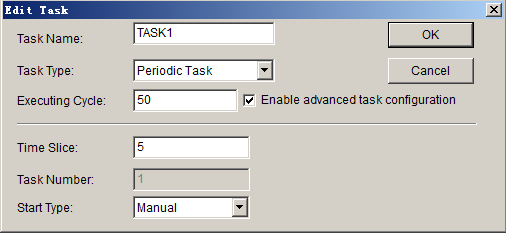 Edit Task
Task Name: TASK1 OK
Task Type: Periodic Task Cancel
Executing Cycle: 50 Enable advanced task configuration
Time Slice: 5
Task Number: 1
Start Type: Manual